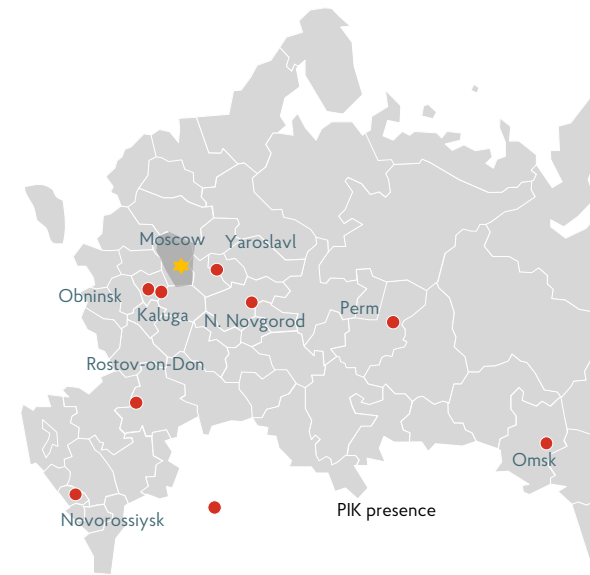 Moscow
Yaroslavl
Obninsk
Kaluga
N. Novgorod
Perm
Rostov-on-Don
Omsk
PIK presence
Novorossiysk